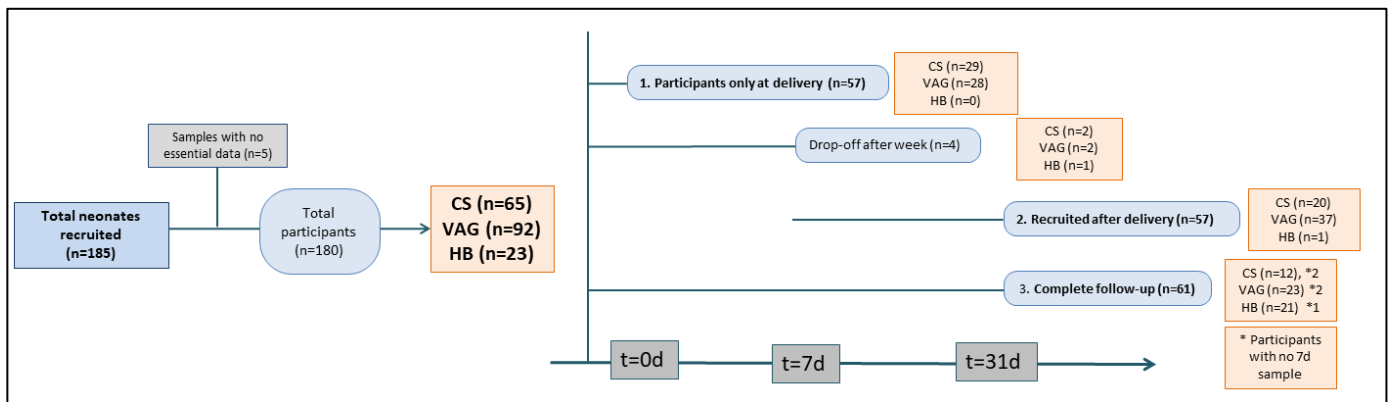 Samples with no
essential data (n=5)
Total neonates
recruited
(n=185)
Total
participants
(n=180)
CS (n=65)
VAG (n=92)
HB (n=23)
1. Participants only at delivery (n=57)
CS (n=29)
VAG (n=28)
HB (n=0)
Drop-off after week (n=4)
CS (n=2)
VAG (n=2)
HB (n=1)
2. Recruited after delivery (n=57)
CS (n=20)
VAG (n=37)
HB (n=1)
3. Complete follow-up (n=61)
CS (n=12), *2
VAG (n=23) *2
HB (n=21) *1
* Participants
with no 7d
sample
t=0d
t=7d
t=31d